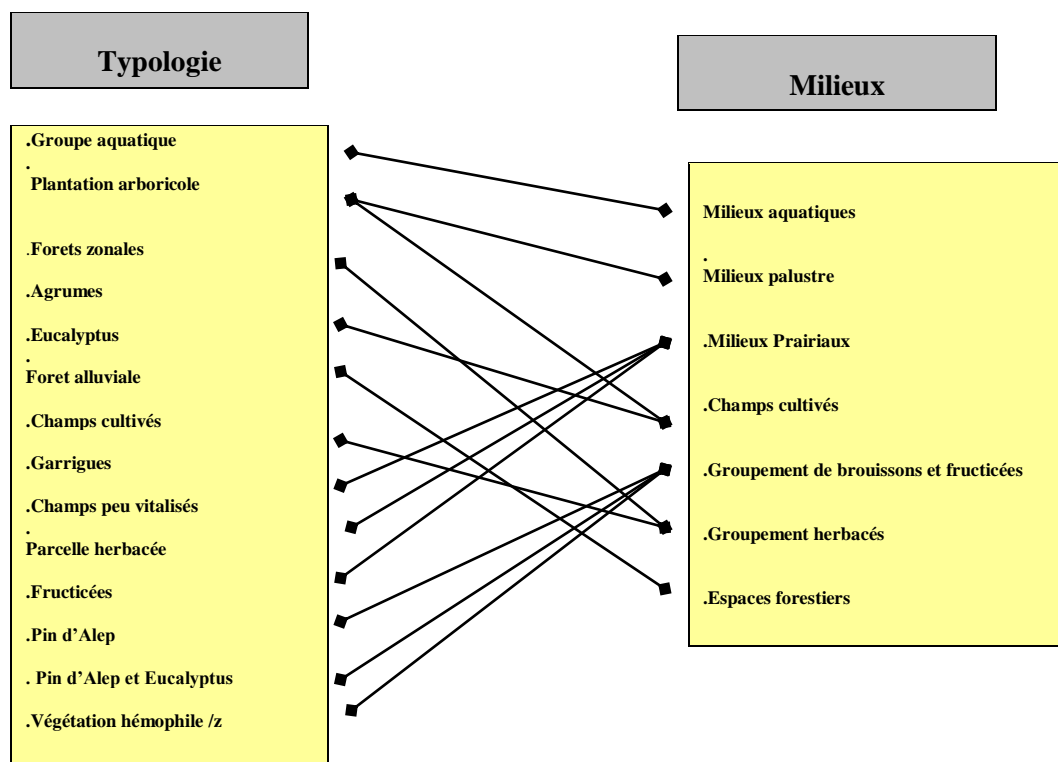 Typologie
.Groupe aquatique
.
Plantation arboricole
.Forets zonales
.Agrumes
.Eucalyptus
.
Foret alluviale
.Champs cultivés
.Garrigues
.Champs peu vitalisés
.
Parcelle herbacée
.Fructicées
.Pin d’Alep
. Pin d’Alep et Eucalyptus
.Végétation hémophile /z
Milieux
Milieux aquatiques
.
Milieux palustre
.Milieux Prairiaux
.Champs cultivés
.Groupement de brouissons et fructicées
.Groupement herbacés
.Espaces forestiers